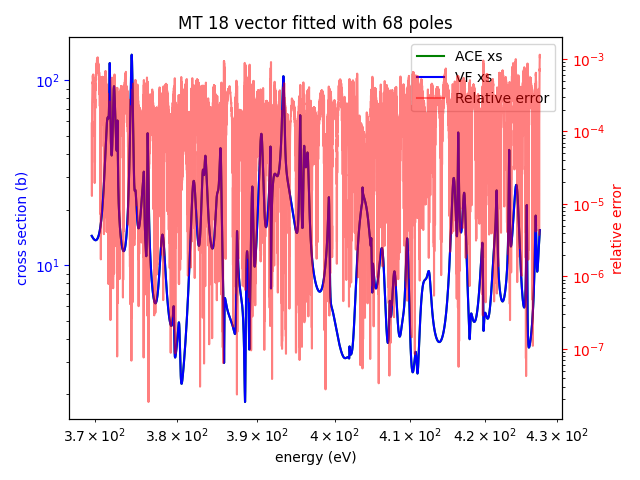 MT 18 vector fitted with 68 poles
ACE xs
VF xs
Relative error
10²
10¹
cross section (b)
10⁻³
10⁻⁴
10⁻⁵
10⁻⁶
10⁻⁷
relative error
3.7 × 10² 3.8 × 10² 3.9 × 10² 4 × 10² 4.1 × 10² 4.2 × 10² 4.3 × 10²
energy (eV)